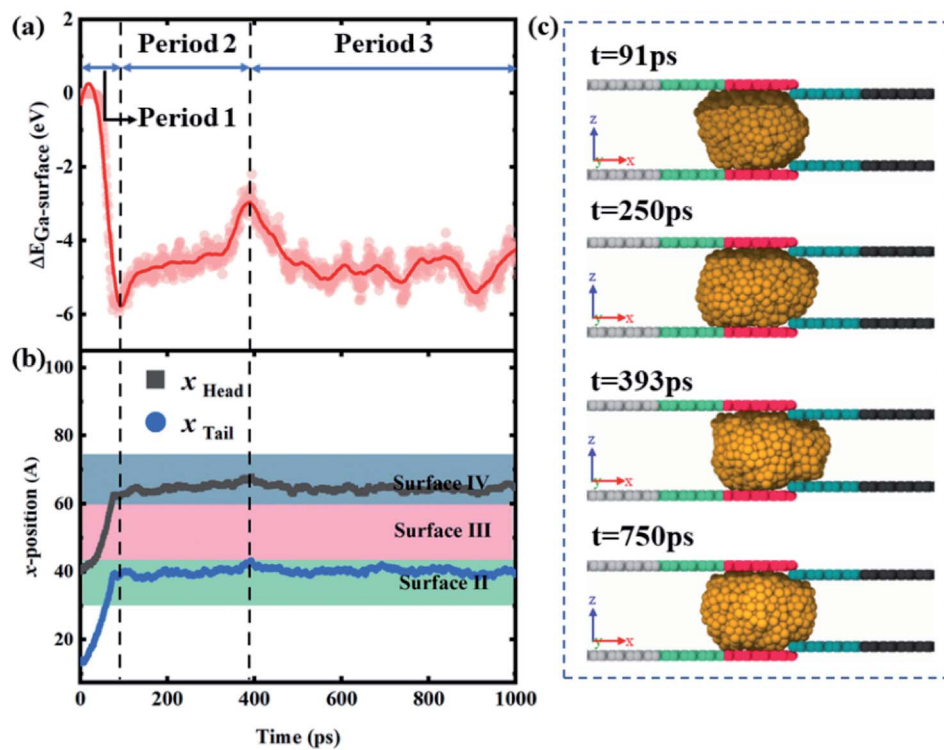 (a)
2
0
-2
-4
-6
ΔE Ga-surface (eV)
Period 2
Period 3
Period 1
(b)
100
80
60
40
20
x-position (A)
x Head
x Tail
Surface IV
Surface III
Surface II
0 200 400 600 800 1000
Time (ps)
(c)
t=91ps
z
y x
t=250ps
z
y x
t=393ps
z
y x
t=750ps
z
y x